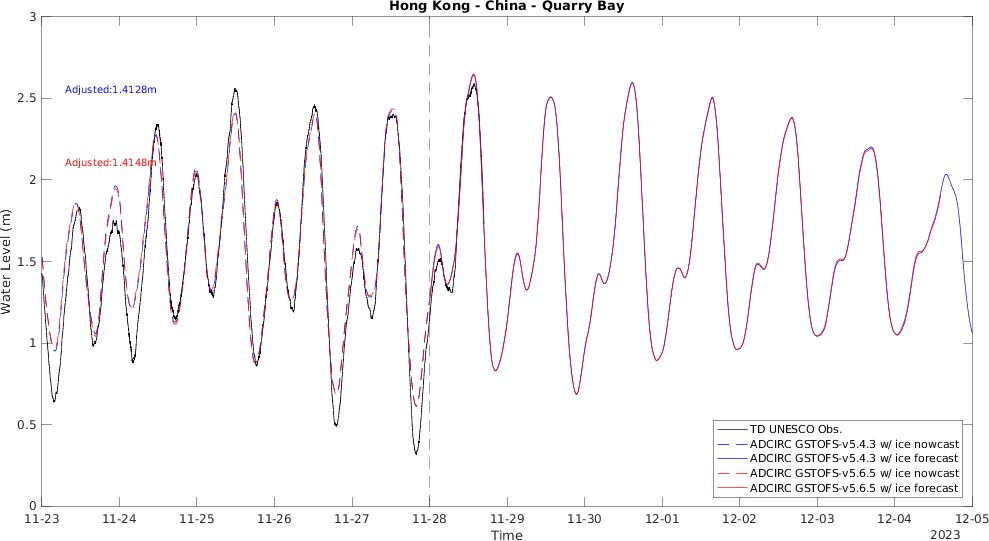 Hong Kong - China - Quarry Bay
3
2.5
2
1.5
1
0.5
0
Water Level (m)
Adjusted:1.4128m
Adjusted:1.4148m
TD UNESCO Obs.
ADCIRC GSTOFS-v5.4.3 w/ ice nowcast
ADCIRC GSTOFS-v5.4.3 w/ ice forecast
ADCIRC GSTOFS-v5.6.5 w/ ice nowcast
ADCIRC GSTOFS-v5.6.5 w/ ice forecast
11-23 11-24 11-25 11-26 11-27 11-28 11-29 11-30 12-01 12-02 12-03 12-04 12-05
Time
2023